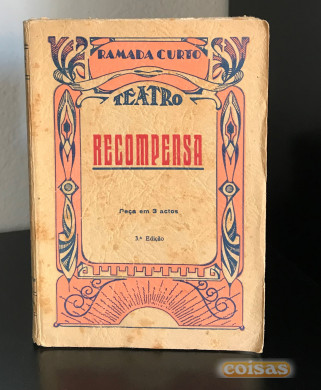 RAMADA CURTO
TEATRO
RECOMPENSA
Peça em 3 actos
3.ª Edição
coisas